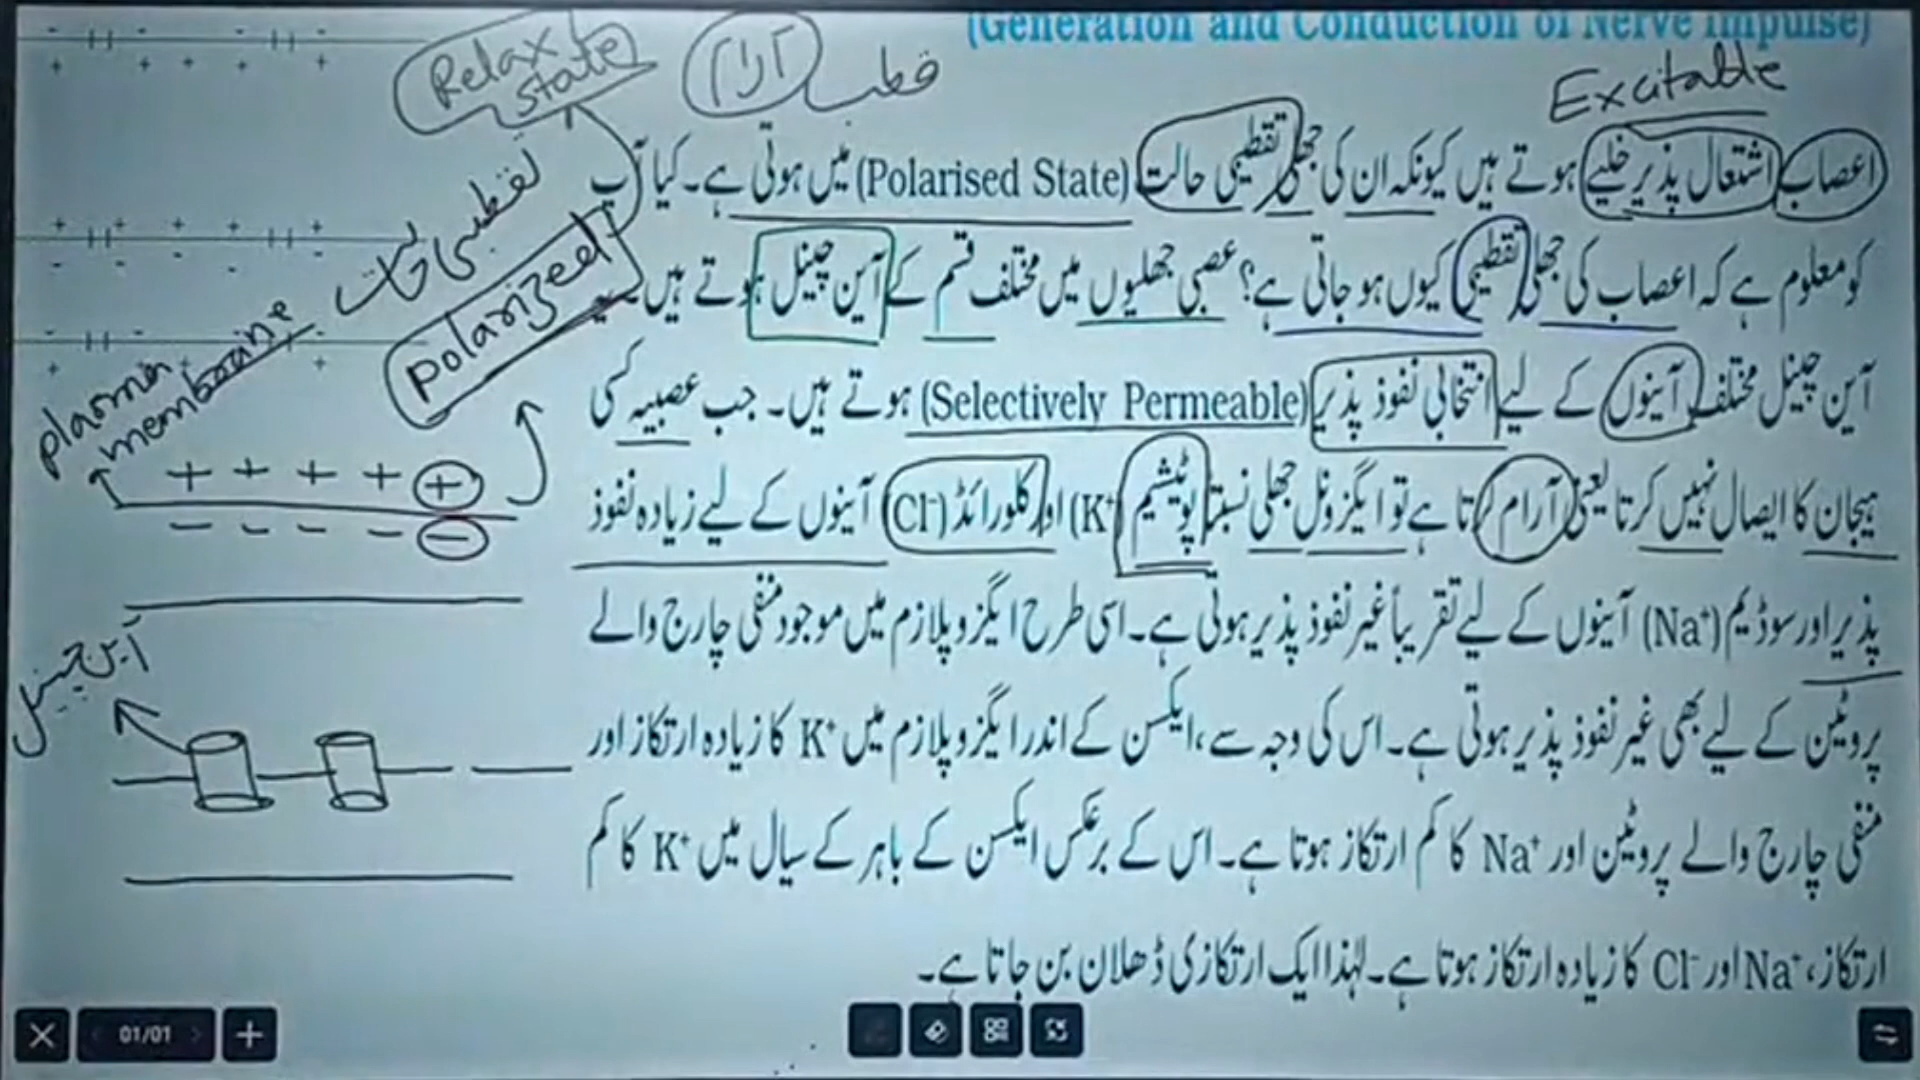 (Generation and Conduction of Nerve Impulse)
Relax state
آرام
قطب
Excitable
اعصاب اشتعال پذیر خلیے ہوتے ہیں کیونکہ ان کی جھلی تقطیبی حالت (Polarised State) میں ہوتی ہے۔ کیا آپ
کو معلوم ہے کہ اعصاب کی جھلی تقطیبی کیوں ہو جاتی ہے؟ عصبی جھلیوں میں مختلف قسم کے آین چینل ہوتے ہیں۔ یہ
آین چینل مختلف آینوں کے لیے انتخابی نفوذ پذیر (Selectively Permeable) ہوتے ہیں۔ جب عصبیہ کسی
ہیجان کا ایصال نہیں کرتا یعنی آرام کرتا ہے تو ایگزونل جھلی نسبتاً پوٹیشیم (K⁺) اور کلورائڈ (Cl⁻) آینوں کے لیے زیادہ نفوذ
پذیر اور سوڈیم (Na⁺) آینوں کے لیے تقریباً غیر نفوذ پذیر ہوتی ہے۔ اسی طرح ایگزوپلازم میں موجود منفی چارج والے
پروٹین کے لیے بھی غیر نفوذ پذیر ہوتی ہے۔ اس کی وجہ سے، ایکسن کے اندر ایگزوپلازم میں K⁺ کا زیادہ ارتکاز اور
منفی چارج والے پروٹین اور Na⁺ کا کم ارتکاز ہوتا ہے۔ اس کے برعکس ایکسن کے باہر کے سیال میں K⁺ کا کم
ارتکاز، Na⁺ اور Cl⁻ کا زیادہ ارتکاز ہوتا ہے۔ لہٰذا ایک ارتکازی ڈھلان بن جاتا ہے۔
تقطیبی حالت
polarized
plasma membrane
+ + + + +
- - - - -
آین چینل
01/01